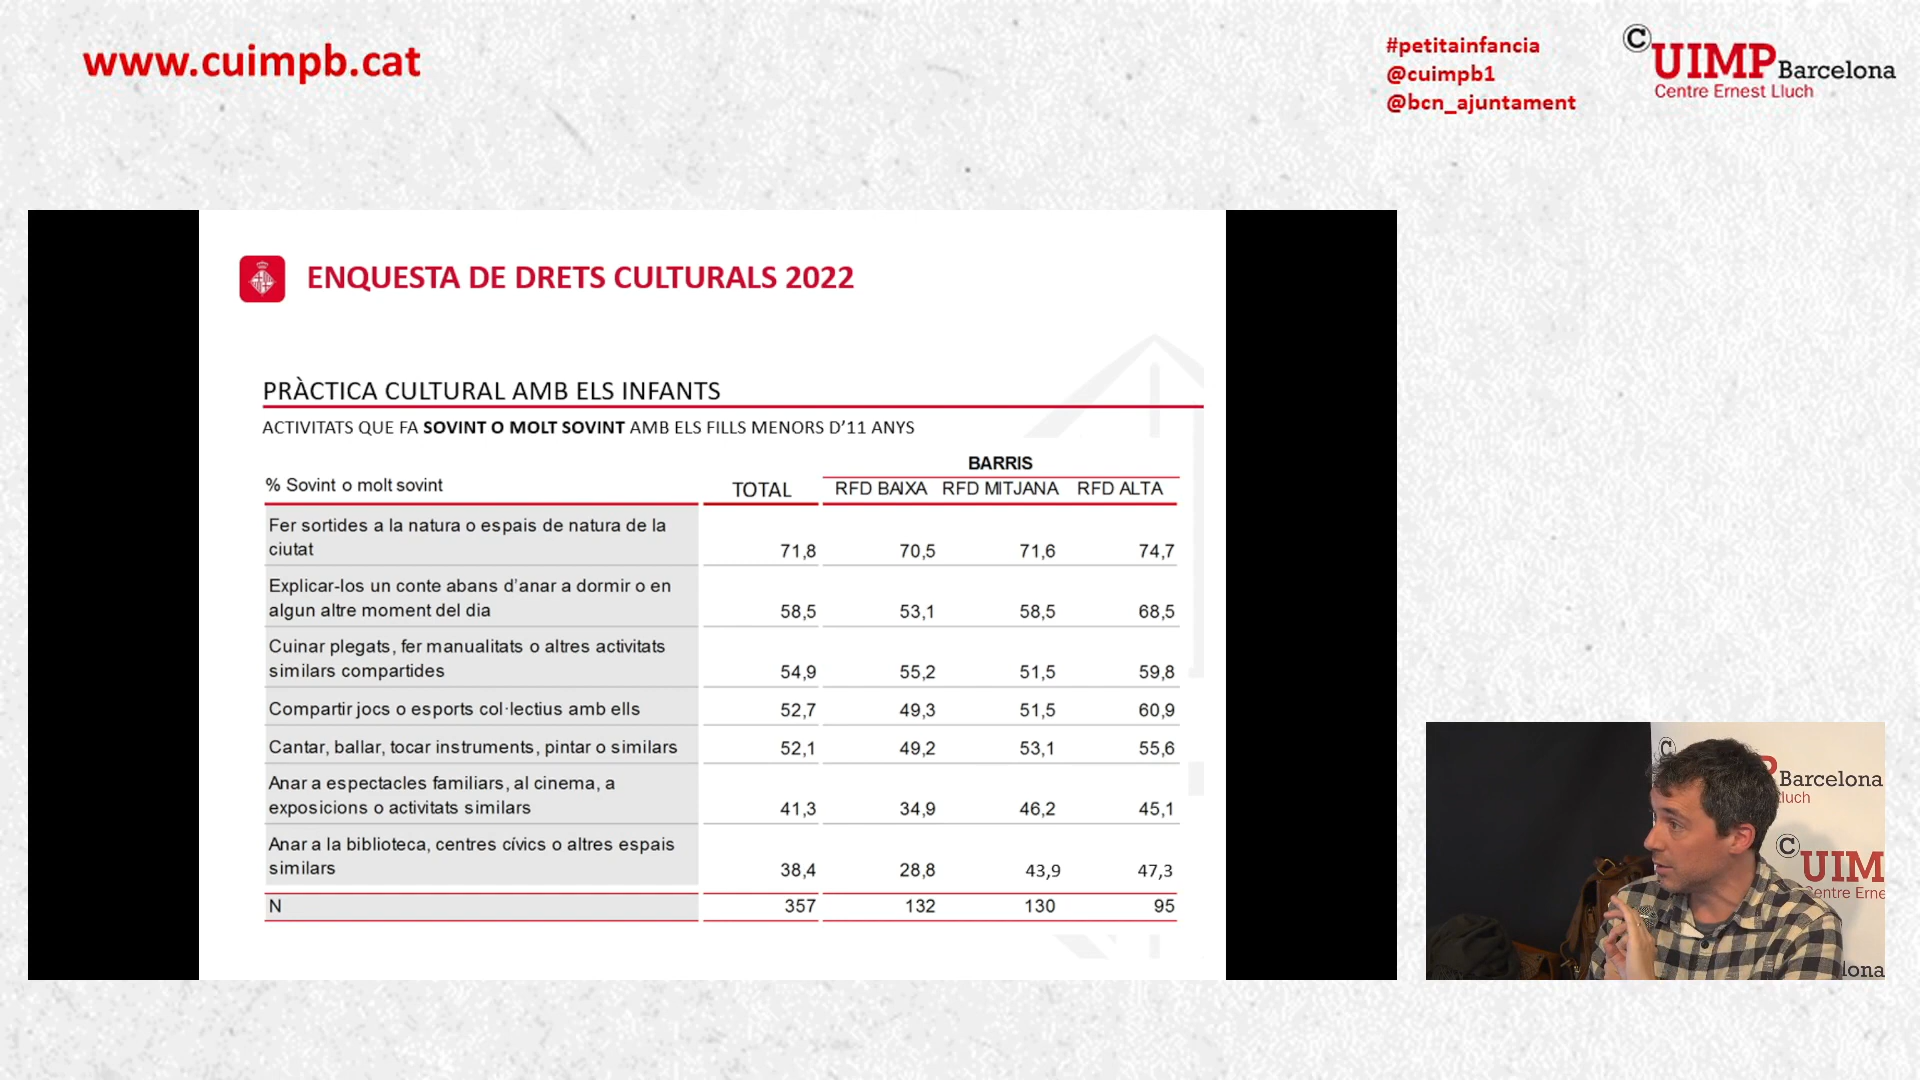 www.cuimpb.cat
#petitainfancia
@cuimpb1
@bcn_ajuntament
© UIMP Barcelona
Centre Ernest Lluch
ENQUESTA DE DRETS CULTURALS 2022
PRÀCTICA CULTURAL AMB ELS INFANTS
ACTIVITATS QUE FA SOVINT O MOLT SOVINT AMB ELS FILLS MENORS D'11 ANYS
BARRIS
% Sovint o molt sovint TOTAL RFD BAIXA RFD MITJANA RFD ALTA
Fer sortides a la natura o espais de natura de la
ciutat 71,8 70,5 71,6 74,7
Explicar-los un conte abans d'anar a dormir o en
algun altre moment del dia 58,5 53,1 58,5 68,5
Cuinar plegats, fer manualitats o altres activitats
similars compartides 54,9 55,2 51,5 59,8
Compartir jocs o esports col·lectius amb ells 52,7 49,3 51,5 60,9
Cantar, ballar, tocar instruments, pintar o similars 52,1 49,2 53,1 55,6
Anar a espectacles familiars, al cinema, a
exposicions o activitats similars 41,3 34,9 46,2 45,1
Anar a la biblioteca, centres cívics o altres espais
similars 38,4 28,8 43,9 47,3
N 357 132 130 95
©
P Barcelona
Lluch
©
UIM
Centre Erne
lona